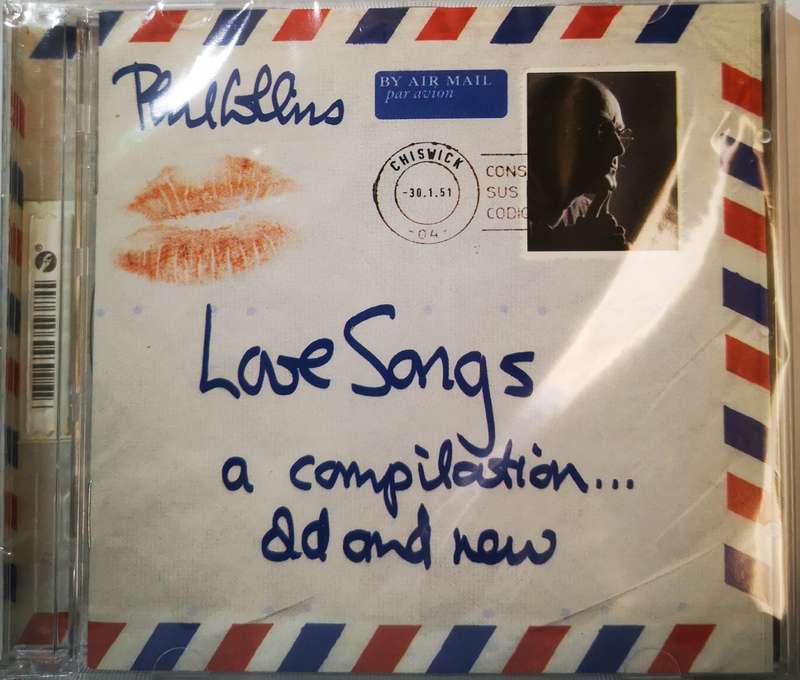 Phil Collins
BY AIR MAIL
par avion
CHISWICK
-30.1.51
-04-
CONS
SUS
CODIG
Love Songs
a compilation...
Old and new